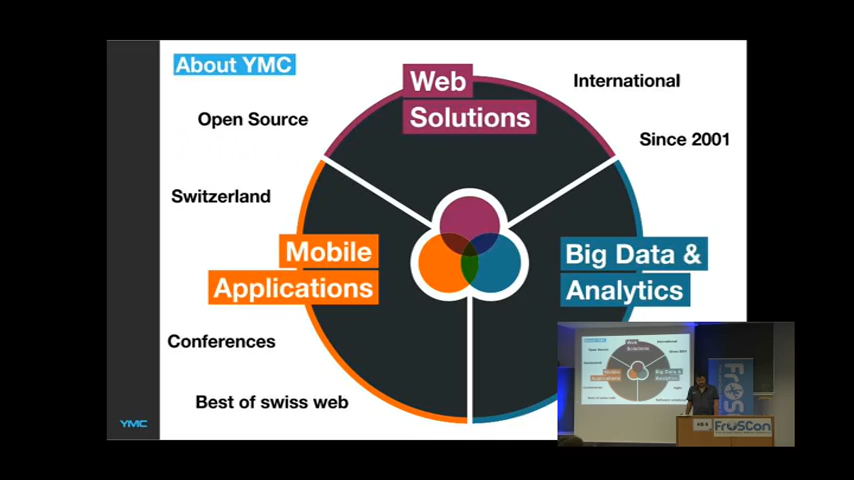 About YMC
Web
Solutions
International
Open Source
Since 2001
Switzerland
Mobile
Applications
Big Data &
Analytics
Conferences
Best of swiss web
YMC
FrOSCon